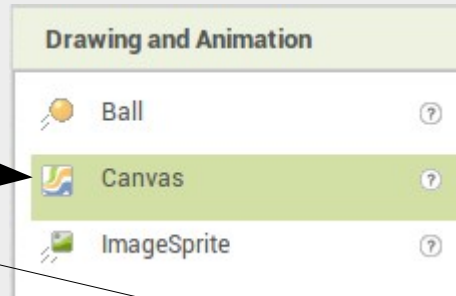 Drawing and Animation
Ball ?
Canvas ?
ImageSprite ?